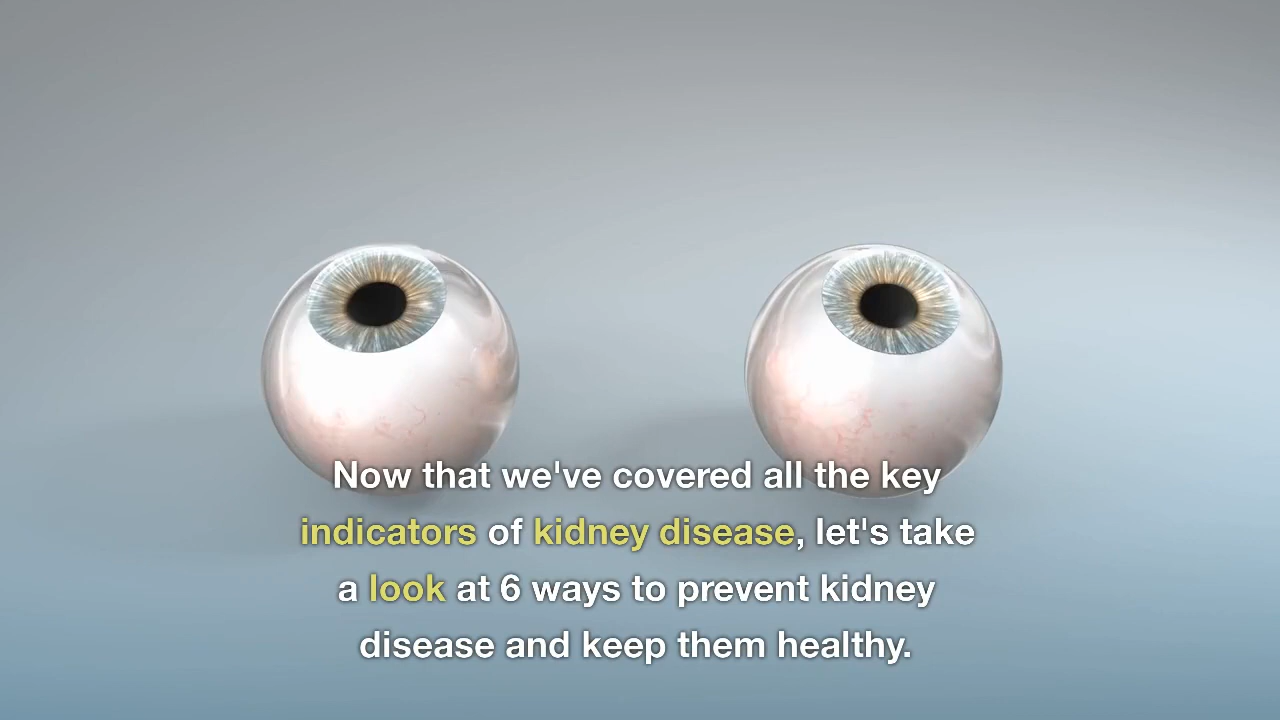 Now that we've covered all the key
indicators of kidney disease, let's take
a look at 6 ways to prevent kidney
disease and keep them healthy.